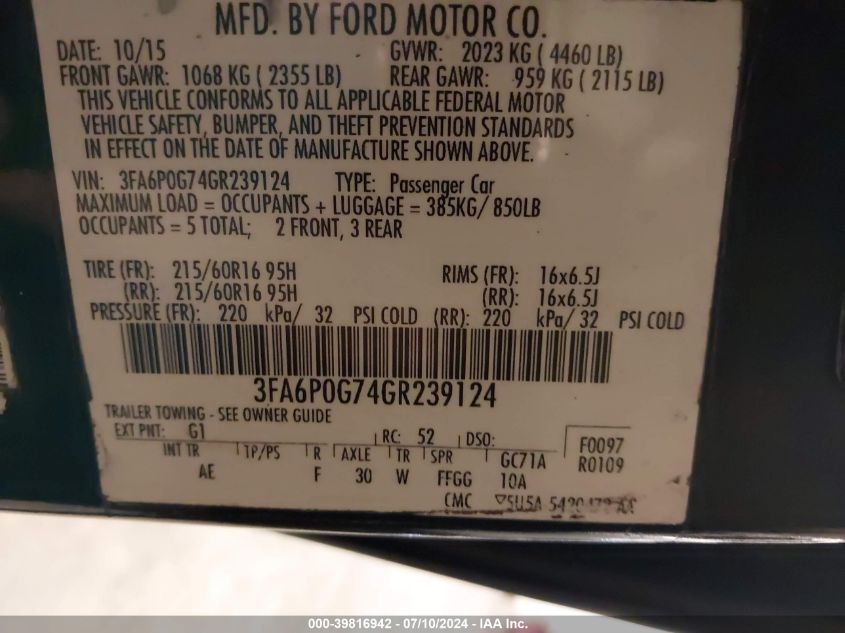 MFD. BY FORD MOTOR CO.
DATE: 10/15 GVWR: 2023 KG ( 4460 LB)
FRONT GAWR: 1068 KG ( 2355 LB) REAR GAWR: 959 KG ( 2115 LB)
THIS VEHICLE CONFORMS TO ALL APPLICABLE FEDERAL MOTOR
VEHICLE SAFETY, BUMPER, AND THEFT PREVENTION STANDARDS
IN EFFECT ON THE DATE OF MANUFACTURE SHOWN ABOVE.
VIN: 3FA6P0G74GR239124 TYPE: Passenger Car
MAXIMUM LOAD = OCCUPANTS + LUGGAGE = 385KG/ 850LB
OCCUPANTS = 5 TOTAL; 2 FRONT, 3 REAR
TIRE (FR): 215/60R16 95H RIMS (FR): 16x6.5J
(RR): 215/60R16 95H (RR): 16x6.5J
PRESSURE (FR): 220 kPa/ 32 PSI COLD (RR): 220 kPa/ 32 PSI COLD
3FA6P0G74GR239124
TRAILER TOWING - SEE OWNER GUIDE
EXT PNT: G1 RC: 52 DSO: F0097
INT TR TP/PS R AXLE TR SPR GC71A R0109
AE F 30 W FFGG 10A
CMC
000-39816942 - 07/10/2024 - IAA Inc.